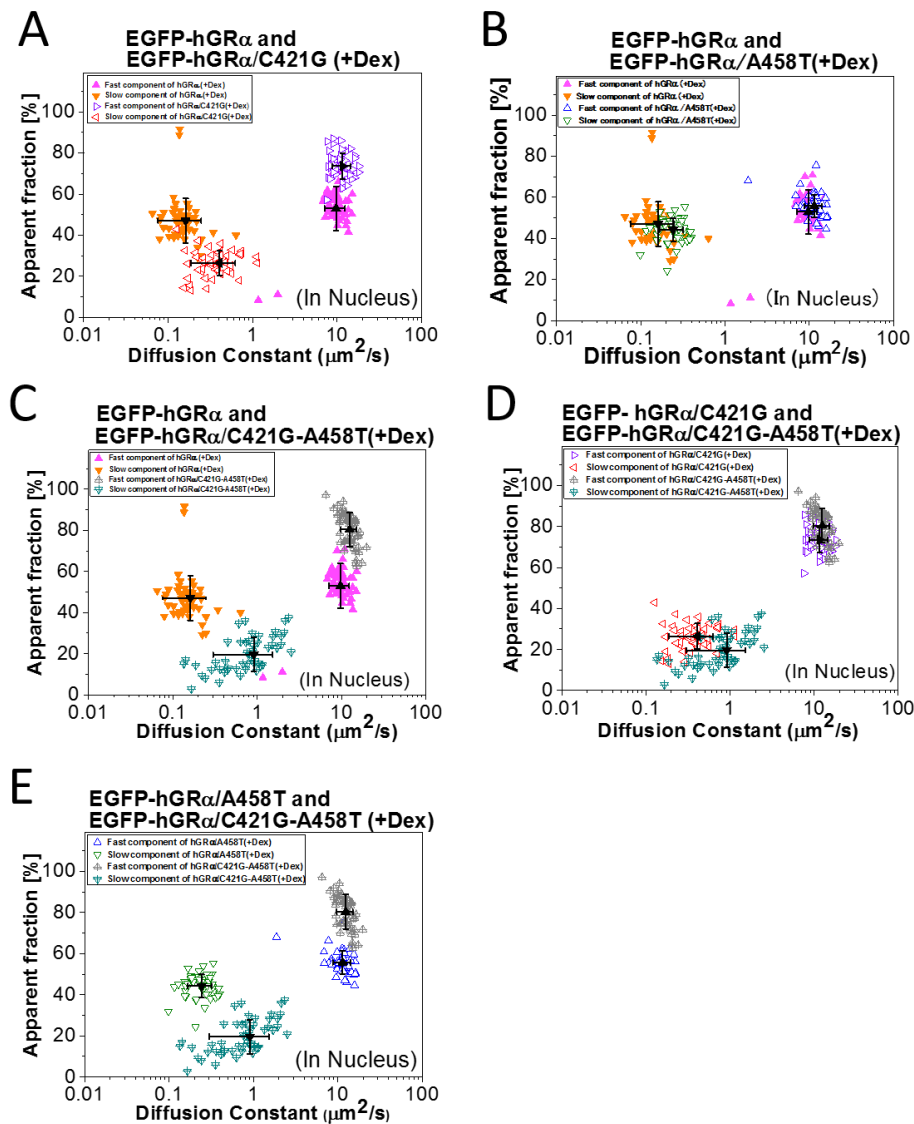 A
EGFP-hGRα and
EGFP-hGRα/C421G (+Dex)
Fast component of hGRα(+Dex)
Slow component of hGRα(+Dex)
Fast component of hGRα/C421G(+Dex)
Slow component of hGRα/C421G(+Dex)
Apparent fraction [%]
100
80
60
40
20
0
(In Nucleus)
0.01 0.1 1 10 100
Diffusion Constant (μm²/s)
B
EGFP-hGRα and
EGFP-hGRα/A458T(+Dex)
Fast component of hGRα (+Dex)
Slow component of hGRα (+Dex)
Fast component of hGRα /A458T(+Dex)
Slow component of hGRα /A458T(+Dex)
Apparent fraction [%]
100
80
60
40
20
0
(In Nucleus)
0.01 0.1 1 10 100
Diffusion Constant (μm²/s)
C
EGFP-hGRα and
EGFP-hGRα/C421G-A458T(+Dex)
Fast component of hGRα (+Dex)
Slow component of hGRα (+Dex)
Fast component of hGRα/C421G-A458T(+Dex)
Slow component of hGRα/C421G-A458T(+Dex)
Apparent fraction [%]
100
80
60
40
20
0
(In Nucleus)
0.01 0.1 1 10 100
Diffusion Constant (μm²/s)
D
EGFP- hGRα/C421G and
EGFP-hGRα/C421G-A458T(+Dex)
Fast component of hGRα/C421G(+Dex)
Slow component of hGRα/C421G(+Dex)
Fast component of hGRα/C421G-A458T(+Dex)
Slow component of hGRα/C421G-A458T(+Dex)
Apparent fraction [%]
100
80
60
40
20
0
(In Nucleus)
0.01 0.1 1 10 100
Diffusion Constant (μm²/s)
E
EGFP-hGRα/A458T and
EGFP-hGRα/C421G-A458T (+Dex)
Fast component of hGRα/A458T(+Dex)
Slow component of hGRα/A458T(+Dex)
Fast component of hGRα/C421G-A458T(+Dex)
Slow component of hGRα/C421G-A458T(+Dex)
Apparent fraction [%]
100
80
60
40
20
0
(In Nucleus)
0.01 0.1 1 10 100
Diffusion Constant (μm²/s)